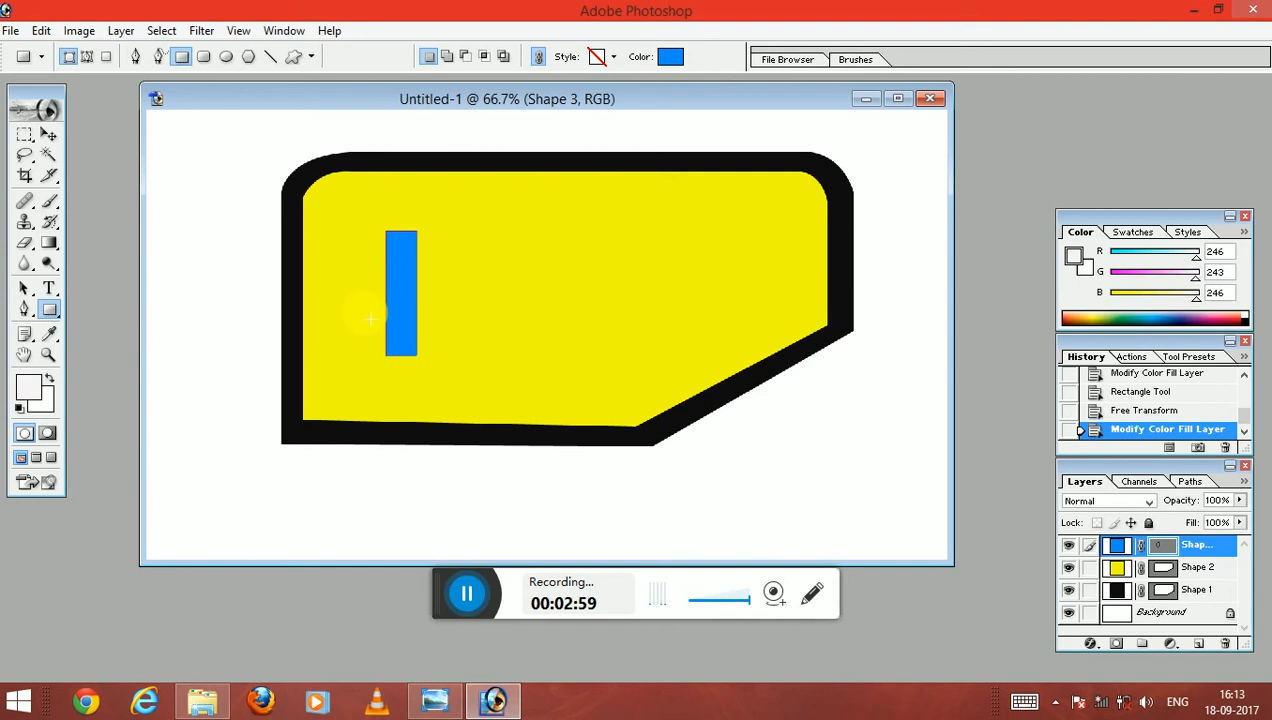 Adobe Photoshop
File Edit Image Layer Select Filter View Window Help
Style: Color: File Browser Brushes
Untitled-1 @ 66.7% (Shape 3, RGB)
Color Swatches Styles
R 246
G 243
B 246
History Actions Tool Presets
Modify Color Fill Layer
Rectangle Tool
Free Transform
Modify Color Fill Layer
Layers Channels Paths
Normal Opacity: 100%
Lock: Fill: 100%
Shap...
Shape 2
Shape 1
Background
Recording...
00:02:59
ENG
16:13
18-09-2017